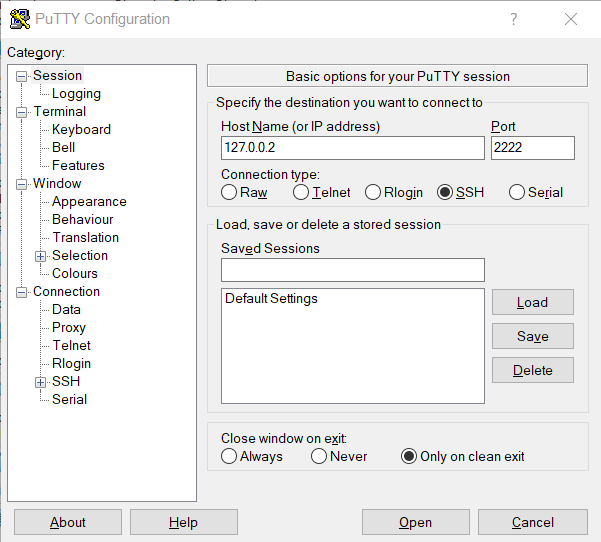 PuTTY Configuration
?
Category:
Session
Logging
Terminal
Keyboard
Bell
Features
Window
Appearance
Behaviour
Translation
Selection
Colours
Connection
Data
Proxy
Telnet
Rlogin
SSH
Serial
Basic options for your PuTTY session
Specify the destination you want to connect to
Host Name (or IP address) Port
127.0.0.2 2222
Connection type:
Raw Telnet Rlogin SSH Serial
Load, save or delete a stored session
Saved Sessions
Default Settings
Load
Save
Delete
Close window on exit:
Always Never Only on clean exit
About Help Open Cancel